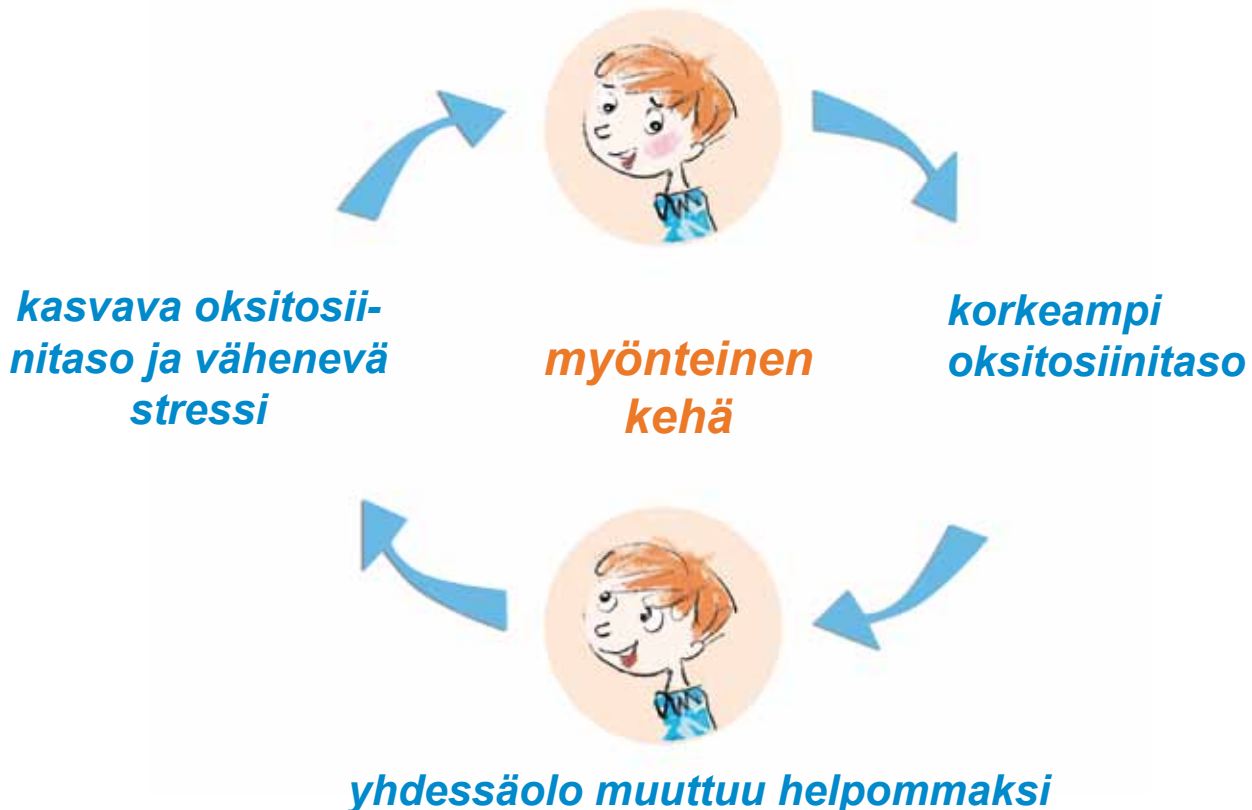 kasvava oksitosii-
nitaso ja vähenevä
stressi
myönteinen
kehä
korkeampi
oksitosiinitaso
yhdessäolo muuttuu helpommaksi